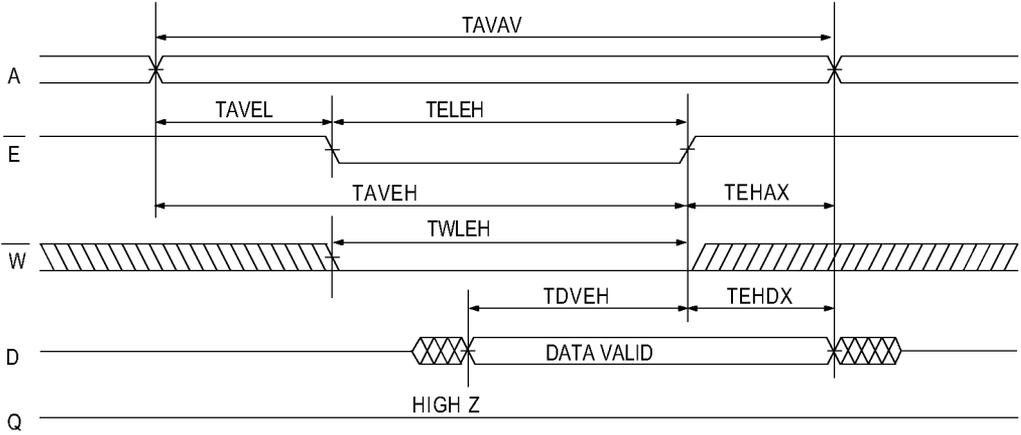 TAVAV
A
TAVEL TELEH
E
TAVEH TEHAX
TWLEH
W
TDVEH TEHDX
D DATA VALID
HIGH Z
Q